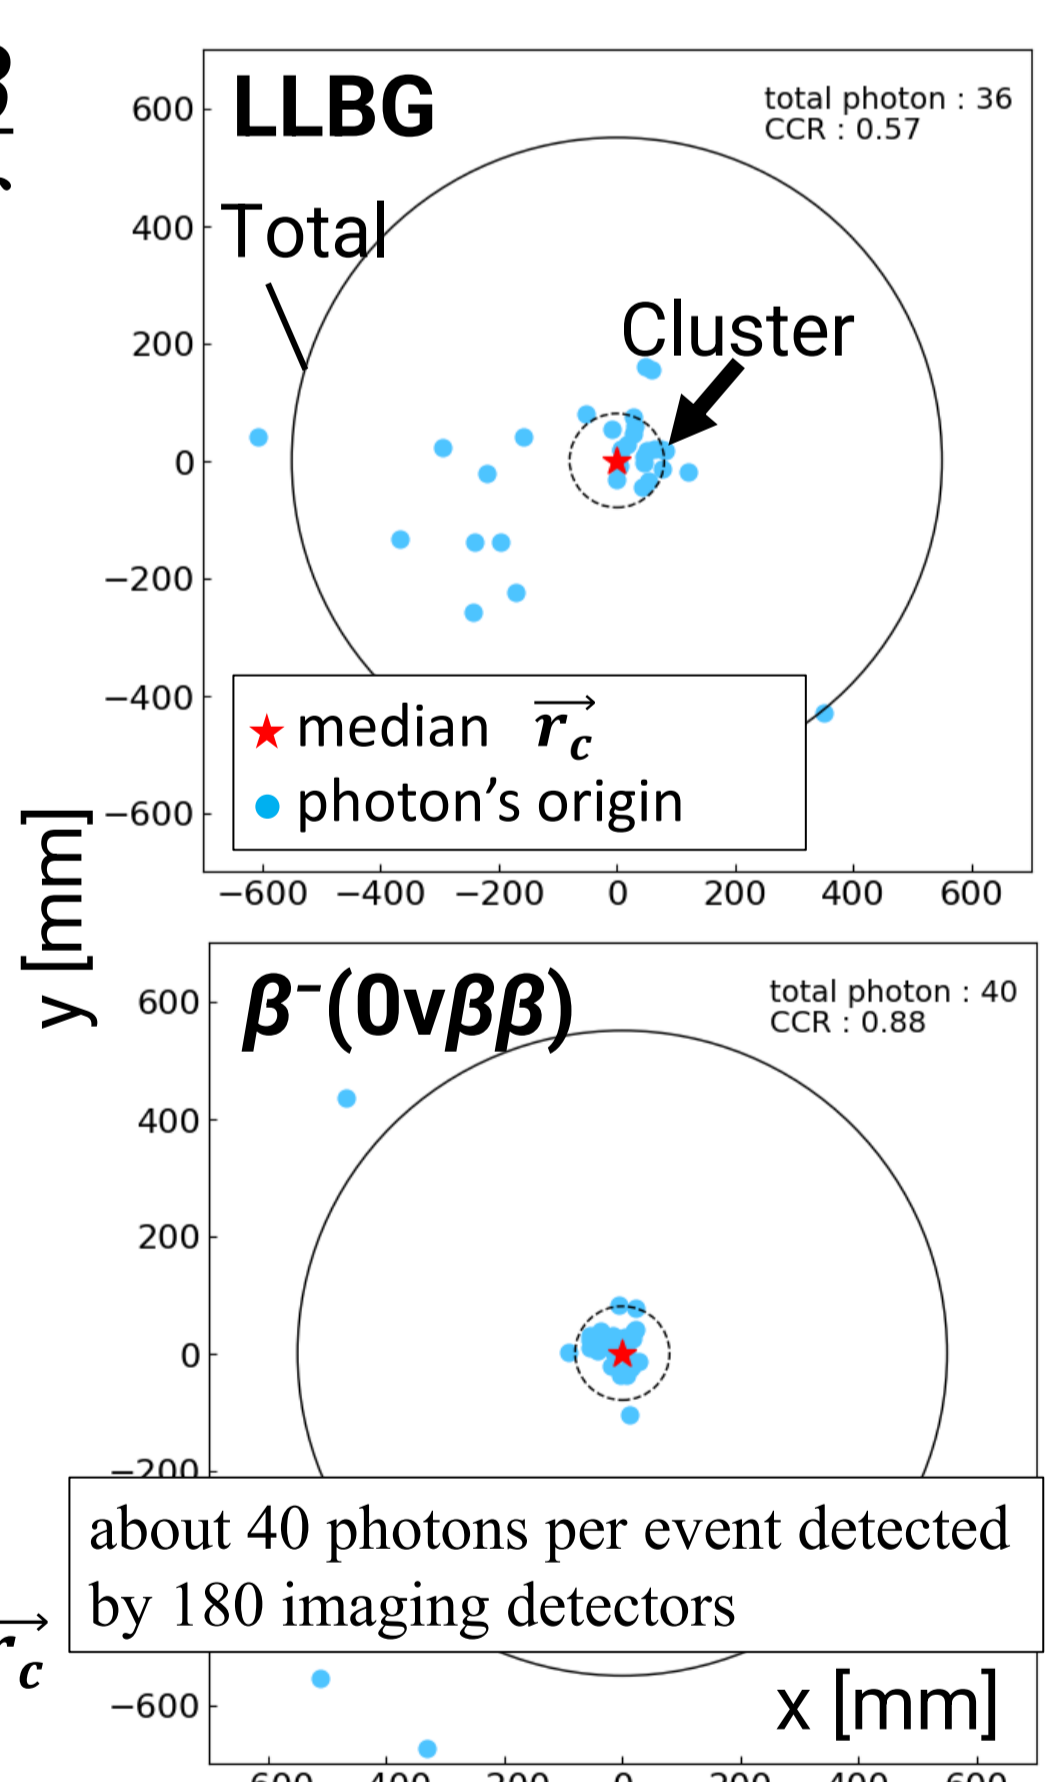 LLBG
total photon : 36
CCR : 0.57
Total
Cluster
600
400
200
0
−200
−400
−600
★ median r_c
● photon’s origin
−600 −400 −200 0 200 400 600
y [mm]
β⁻(0νββ)
total photon : 40
CCR : 0.88
600
400
200
0
−200
about 40 photons per event detected
by 180 imaging detectors
r_c
−600
x [mm]